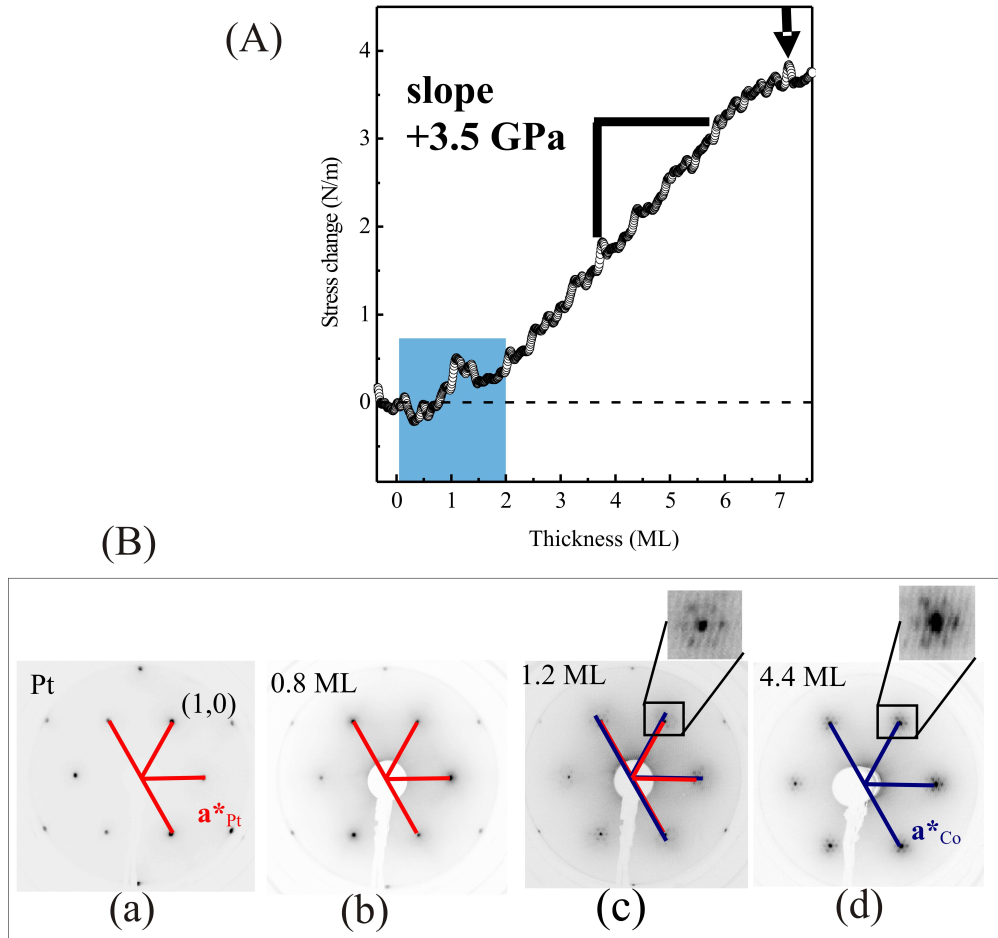 (A)
slope
+3.5 GPa
Stress change (N/m)
4
3
2
1
0
0 1 2 3 4 5 6 7
Thickness (ML)
(B)
Pt
(1,0)
a*Pt
0.8 ML
1.2 ML
4.4 ML
a*Co
(a) (b) (c) (d)